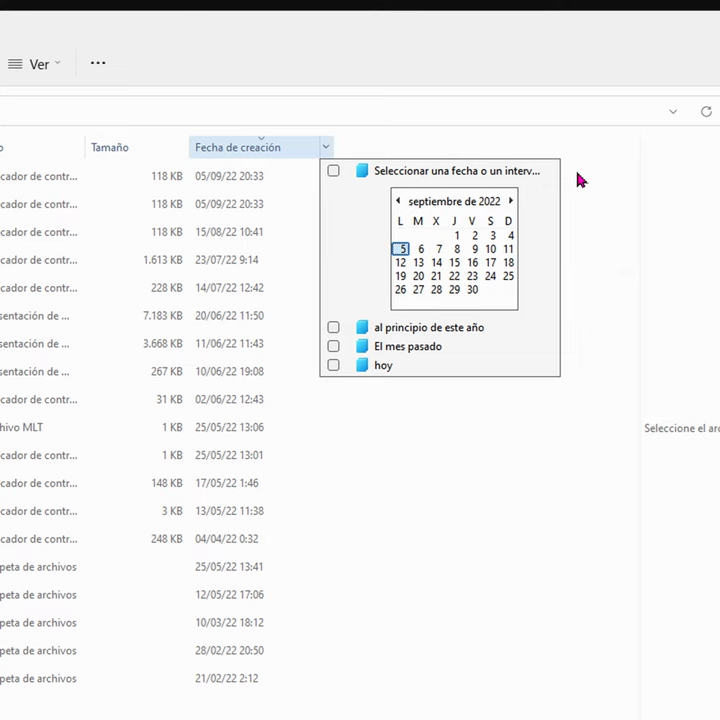 Ver
Tamaño Fecha de creación
cador de contr... 118 KB 05/09/22 20:33
cador de contr... 118 KB 05/09/22 20:33
cador de contr... 118 KB 15/08/22 10:41
cador de contr... 1.613 KB 23/07/22 9:14
cador de contr... 228 KB 14/07/22 12:42
sentación de ... 7.183 KB 20/06/22 11:50
sentación de ... 3.668 KB 11/06/22 11:43
sentación de ... 267 KB 10/06/22 19:08
cador de contr... 31 KB 02/06/22 12:43
hivo MLT 1 KB 25/05/22 13:06
cador de contr... 1 KB 25/05/22 13:01
cador de contr... 148 KB 17/05/22 1:46
cador de contr... 3 KB 13/05/22 11:38
cador de contr... 248 KB 04/04/22 0:32
peta de archivos 25/05/22 13:41
peta de archivos 12/05/22 17:06
peta de archivos 10/03/22 18:12
peta de archivos 28/02/22 20:50
peta de archivos 21/02/22 2:12
Seleccionar una fecha o un interv...
septiembre de 2022
L M X J V S D
1 2 3 4
5 6 7 8 9 10 11
12 13 14 15 16 17 18
19 20 21 22 23 24 25
26 27 28 29 30
al principio de este año
El mes pasado
hoy
Seleccione el arc